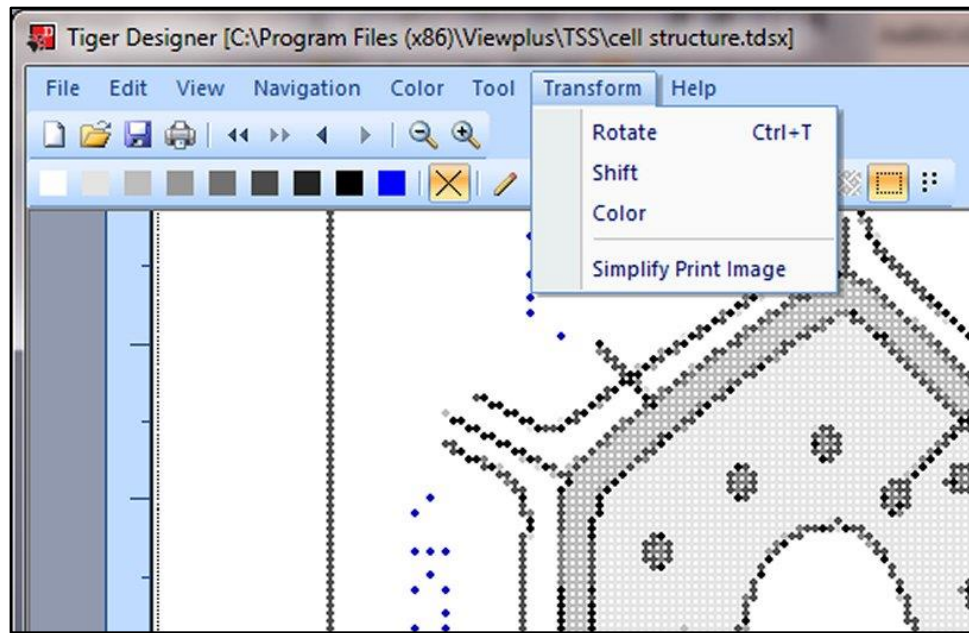 Tiger Designer [C:\Program Files (x86)\Viewplus\TSS\cell structure.tdsx]
File Edit View Navigation Color Tool Transform Help
Rotate Ctrl+T
Shift
Color
Simplify Print Image